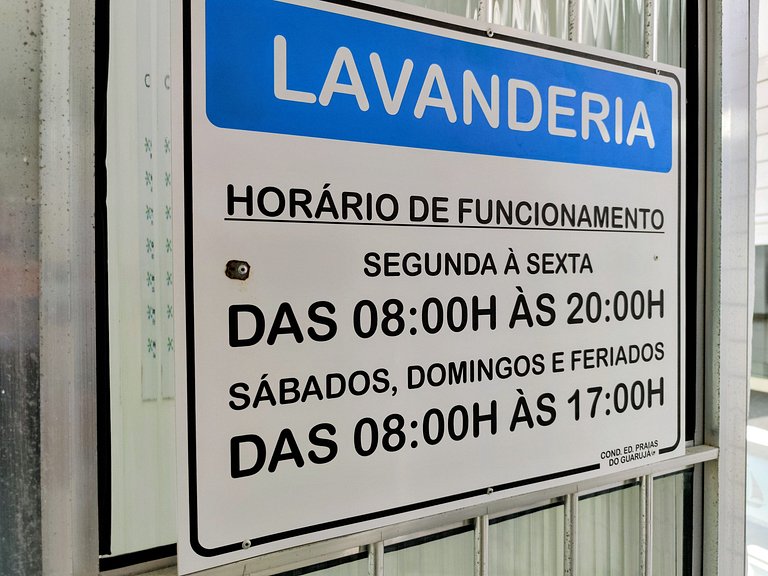 LAVANDERIA
HORÁRIO DE FUNCIONAMENTO
SEGUNDA À SEXTA
DAS 08:00H ÀS 20:00H
SÁBADOS, DOMINGOS E FERIADOS
DAS 08:00H ÀS 17:00H
COND. ED. PRAIAS
DO GUARUJÁ